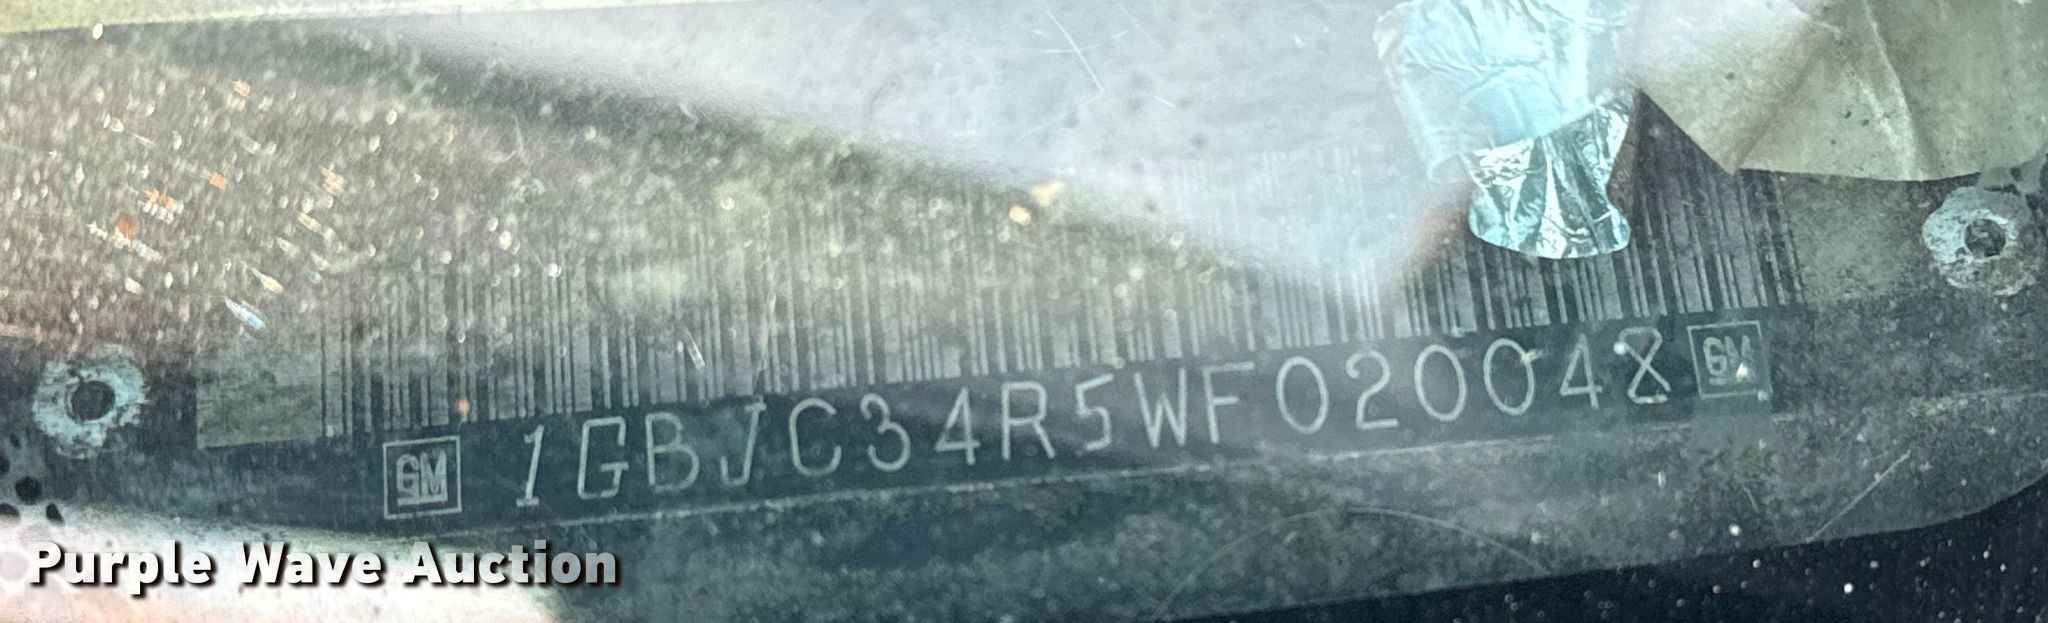 GM 1GBJC34R5WF020048 GM
Purple Wave Auction